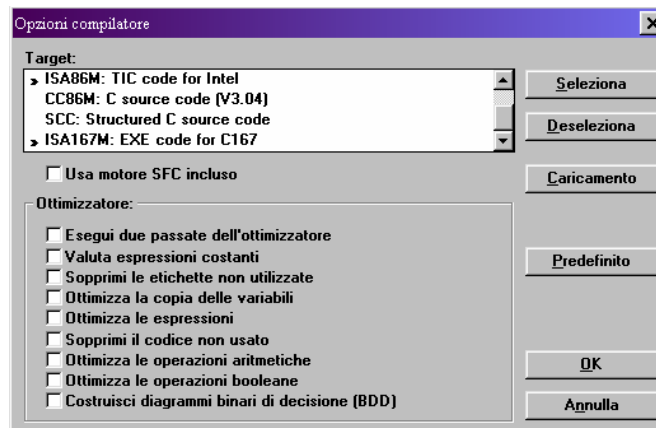 Opzioni compilatore
Target:
ISA86M: TIC code for Intel
CC86M: C source code (V3.04)
SCC: Structured C source code
ISA167M: EXE code for C167
Usa motore SFC incluso
Ottimizzatore:
Esegui due passate dell'ottimizzatore
Valuta espressioni costanti
Sopprimi le etichette non utilizzate
Ottimizza la copia delle variabili
Ottimizza le espressioni
Sopprimi il codice non usato
Ottimizza le operazioni aritmetiche
Ottimizza le operazioni booleane
Costruisci diagrammi binari di decisione (BDD)
Seleziona
Deseleziona
Caricamento
Predefinito
OK
Annulla